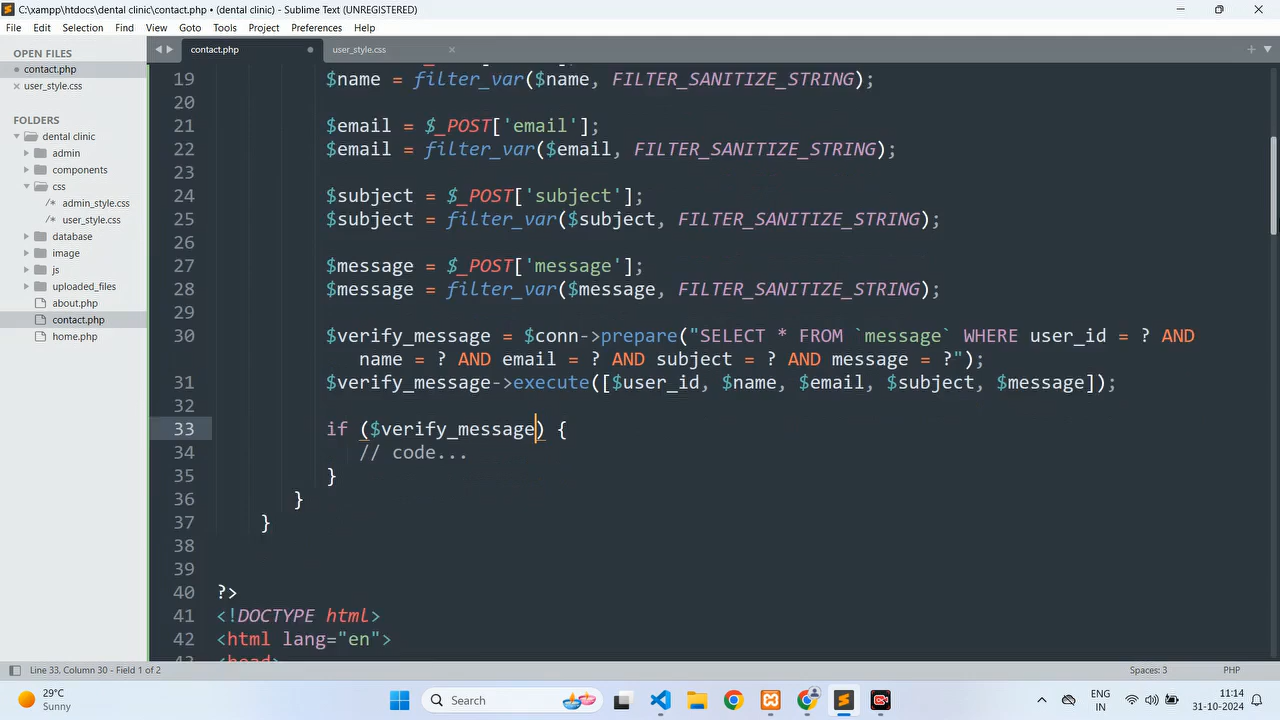 C:\xampp\htdocs\dental clinic\contact.php • (dental clinic) - Sublime Text (UNREGISTERED)
File Edit Selection Find View Goto Tools Project Preferences Help
OPEN FILES
contact.php
user_style.css
FOLDERS
dental clinic
admin
components
css
/* admin_style.css
/* user_style.css
database
image
js
uploaded_files
about.php
contact.php
home.php
contact.php
user_style.css
19 $name = filter_var($name, FILTER_SANITIZE_STRING);
20
21 $email = $_POST['email'];
22 $email = filter_var($email, FILTER_SANITIZE_STRING);
23
24 $subject = $_POST['subject'];
25 $subject = filter_var($subject, FILTER_SANITIZE_STRING);
26
27 $message = $_POST['message'];
28 $message = filter_var($message, FILTER_SANITIZE_STRING);
29
30 $verify_message = $conn->prepare("SELECT * FROM `message` WHERE user_id = ? AND
name = ? AND email = ? AND subject = ? AND message = ?");
31 $verify_message->execute([$user_id, $name, $email, $subject, $message]);
32
33 if ($verify_message) {
34 // code...
35 }
36 }
37 }
38
39
40 ?>
41 <!DOCTYPE html>
42 <html lang="en">
Line 33, Column 30 - Field 1 of 2
Spaces: 3
PHP
29°C
Sunny
Search
ENG
IN
11:14
31-10-2024